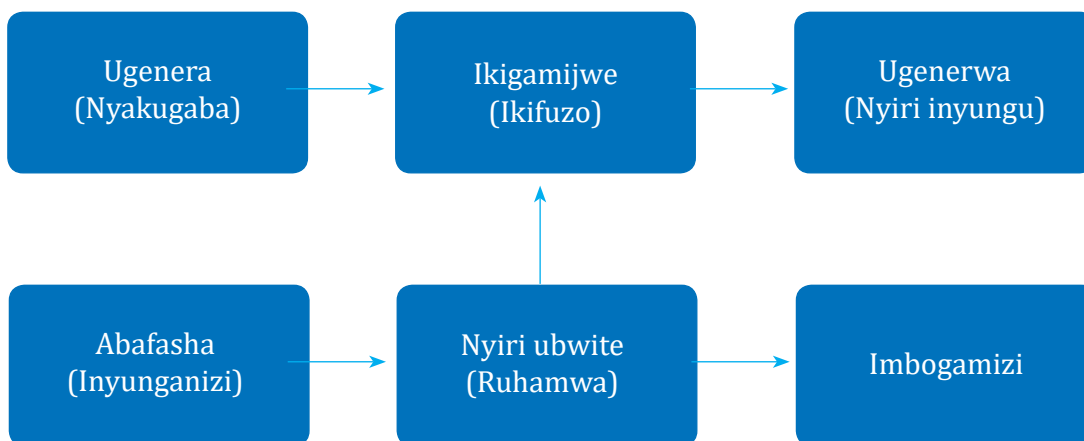 Ugenera
(Nyakugaba)
Ikigamijwe
(Ikifuzo)
Ugenerwa
(Nyiri inyungu)
Abafasha
(Inyunganizi)
Nyiri ubwite
(Ruhamwa)
Imbogamizi